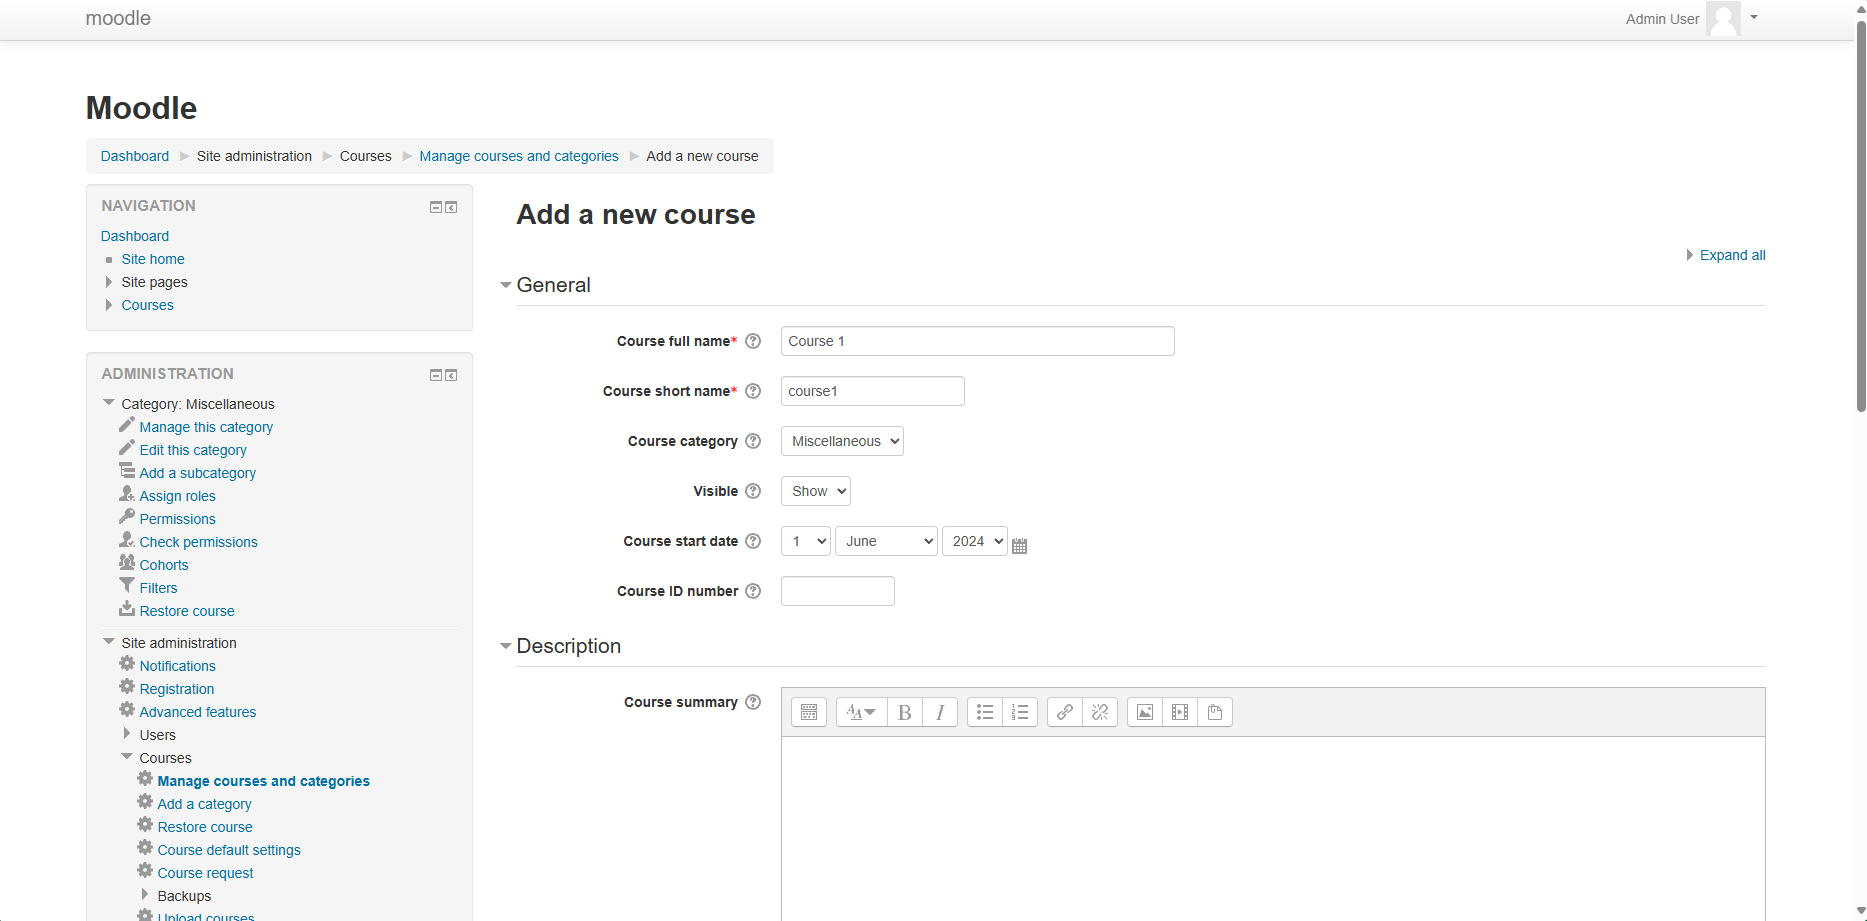 moodle
Admin User
Moodle
Dashboard Site administration Courses Manage courses and categories Add a new course
NAVIGATION
Dashboard
Site home
Site pages
Courses
ADMINISTRATION
Category: Miscellaneous
Manage this category
Edit this category
Add a subcategory
Assign roles
Permissions
Check permissions
Cohorts
Filters
Restore course
Site administration
Notifications
Registration
Advanced features
Users
Courses
Manage courses and categories
Add a category
Restore course
Course default settings
Course request
Backups
Upload courses
Add a new course
Expand all
General
Course full name* Course 1
Course short name* course1
Course category Miscellaneous
Visible Show
Course start date 1 June 2024
Course ID number
Description
Course summary